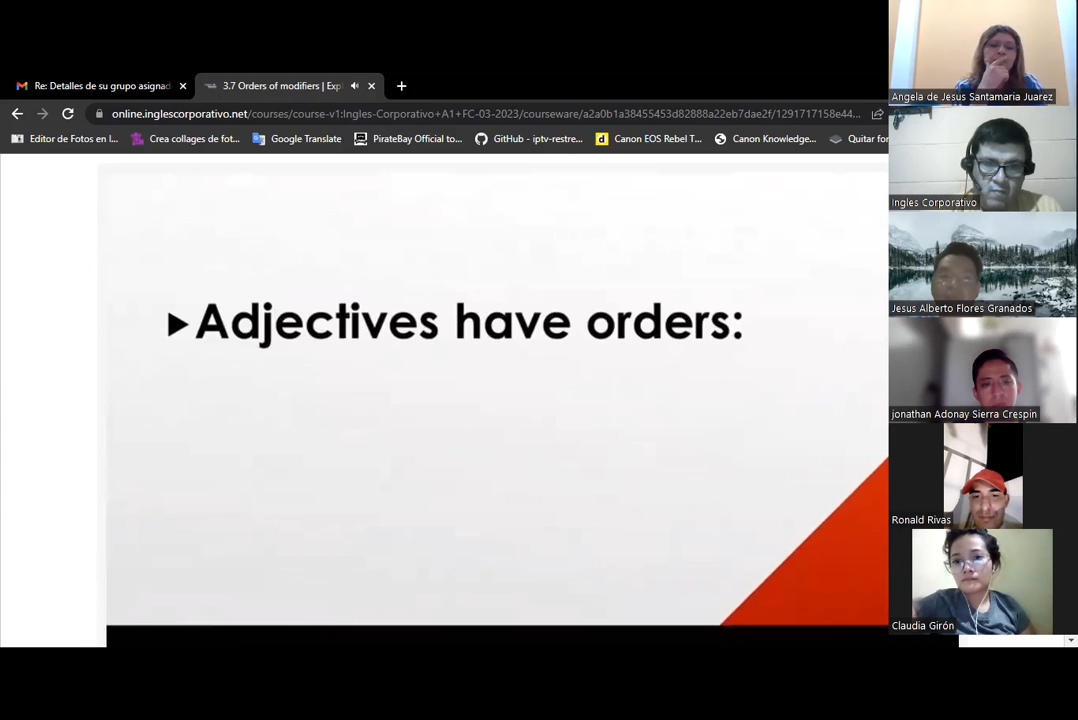 Re: Detalles de su grupo asignad
3.7 Orders of modifiers | Exp
online.inglescorporativo.net/courses/course-v1:Ingles-Corporativo+A1+FC-03-2023/courseware/a2a0b1a38455453d82888a22eb7dae2f/1291717158e44...
Editor de Fotos en l...
Crea collages de fot...
Google Translate
PirateBay Official to...
GitHub - iptv-restre...
Canon EOS Rebel T...
Canon Knowledge...
Quitar for
Adjectives have orders:
Angela de Jesus Santamaria Juarez
Ingles Corporativo
Jesus Alberto Flores Granados
jonathan Adonay Sierra Crespin
Ronald Rivas
Claudia Girón